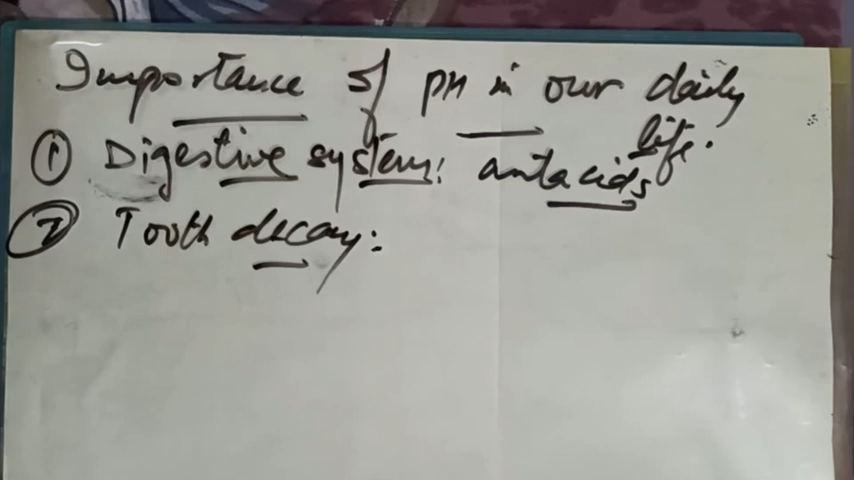 Importance of pH in our daily life.
① Digestive system: antacids
② Tooth decay: